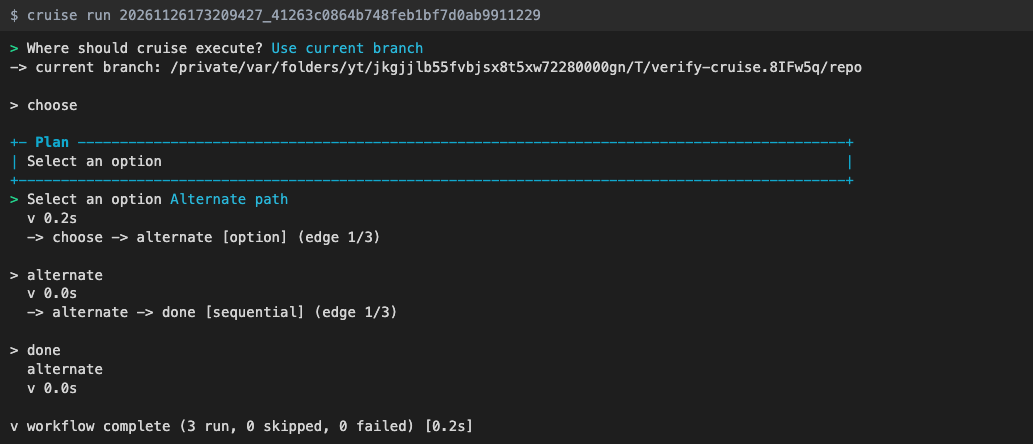 $ cruise run 20261126173209427_41263c0864b748feb1bf7d0ab9911229
> Where should cruise execute? Use current branch
-> current branch: /private/var/folders/yt/jkgjjlb55fvbjsx8t5xw72280000gn/T/verify-cruise.8IFw5q/repo
> choose
+- Plan -------------------------------------------------------------------------------------------+
| Select an option |
+--------------------------------------------------------------------------------------------------+
> Select an option Alternate path
v 0.2s
-> choose -> alternate [option] (edge 1/3)
> alternate
v 0.0s
-> alternate -> done [sequential] (edge 1/3)
> done
alternate
v 0.0s
v workflow complete (3 run, 0 skipped, 0 failed) [0.2s]